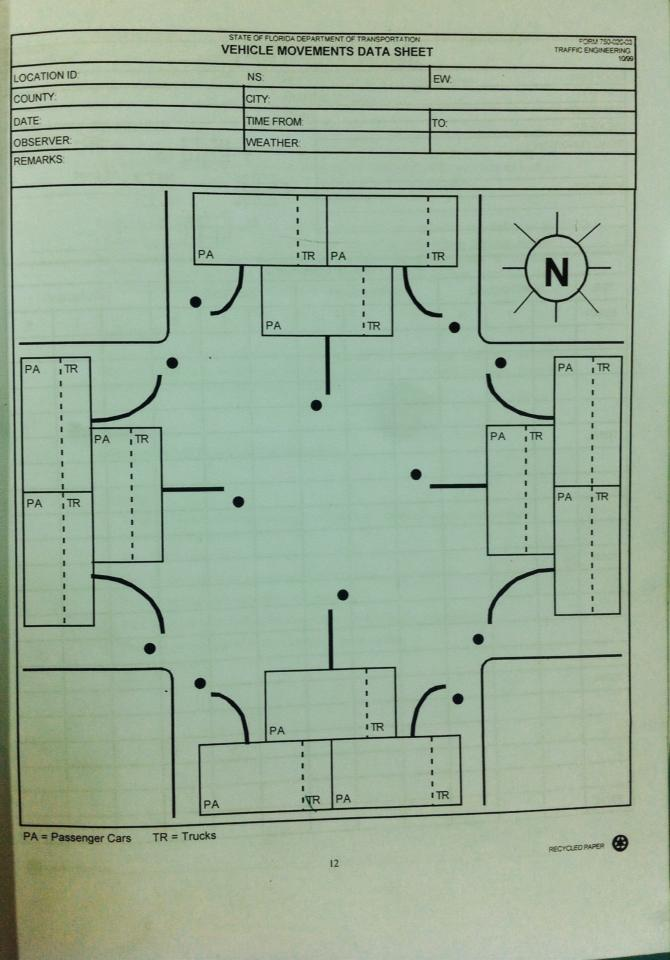 STATE OF FLORIDA DEPARTMENT OF TRANSPORTATION
VEHICLE MOVEMENTS DATA SHEET
FORM 750-020-03
TRAFFIC ENGINEERING
10/99
LOCATION ID: NS: EW:
COUNTY: CITY:
DATE: TIME FROM: TO:
OBSERVER: WEATHER:
REMARKS:
PA TR PA TR
N
PA TR
PA TR PA TR
PA TR PA TR
PA TR PA TR
PA TR
PA TR PA TR
PA = Passenger Cars TR = Trucks
RECYCLED PAPER
12